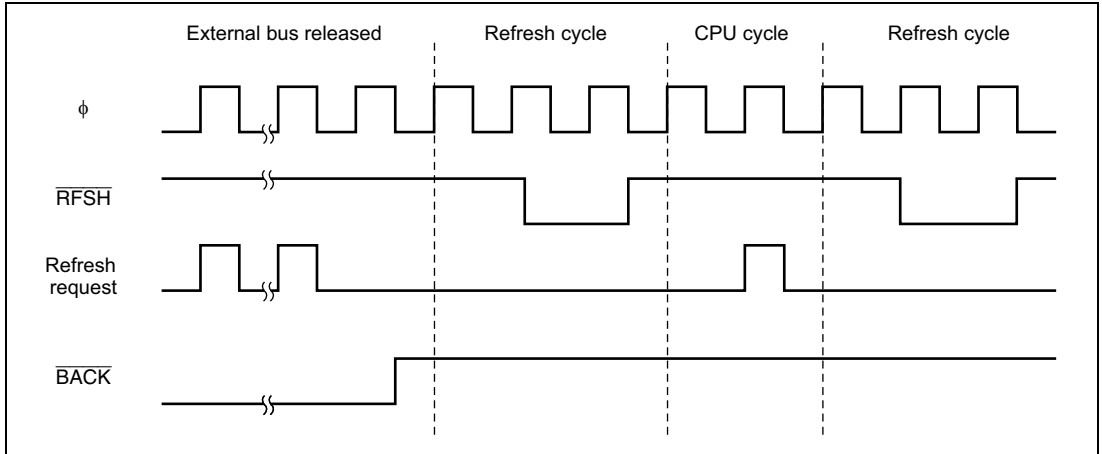 External bus released Refresh cycle CPU cycle Refresh cycle
ϕ
RFSH
Refresh
request
BACK